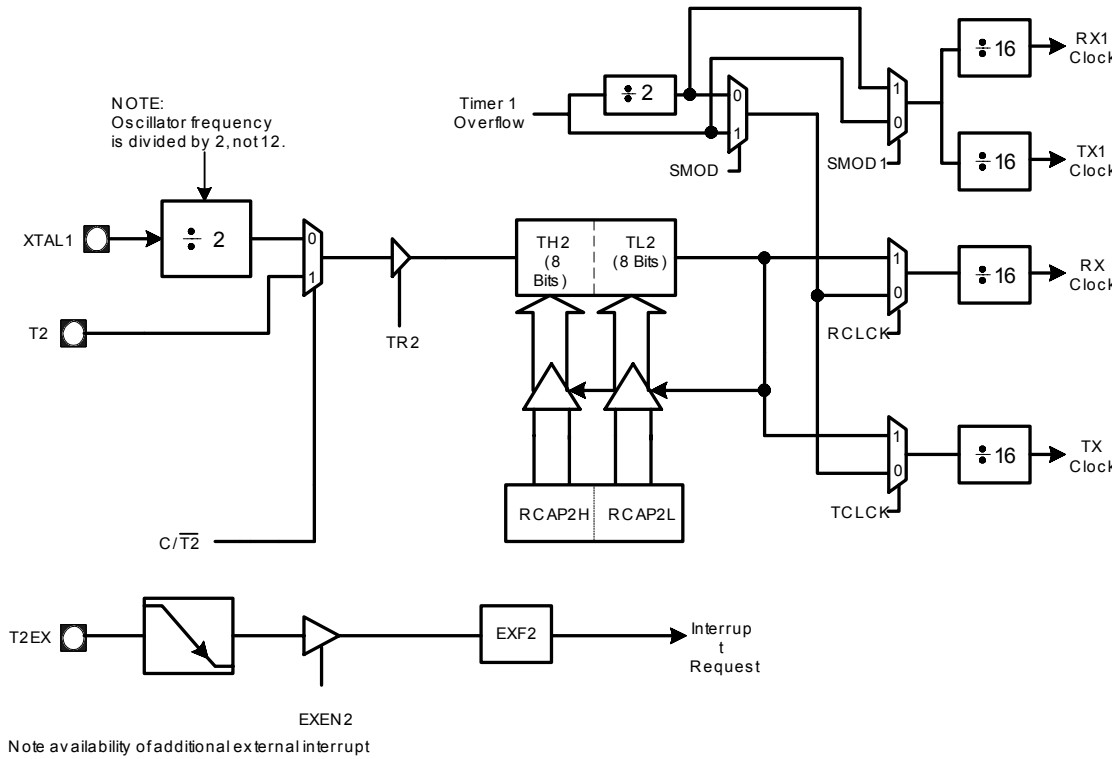 NOTE:
Oscillator frequency
is divided by 2, not 12.
XTAL1
÷ 2
0
1
T2
C/T2
TR2
TH2
(8
Bits)
TL2
(8 Bits)
RCAP2H
RCAP2L
Timer 1
Overflow
÷ 2
0
1
SMOD
1
0
SMOD1
÷ 16
RX1
Clock
÷ 16
TX1
Clock
1
0
RCLCK
÷ 16
RX
Clock
1
0
TCLCK
÷ 16
TX
Clock
T2EX
EXEN2
EXF2
Interrup
t
Request
Note availability of additional external interrupt